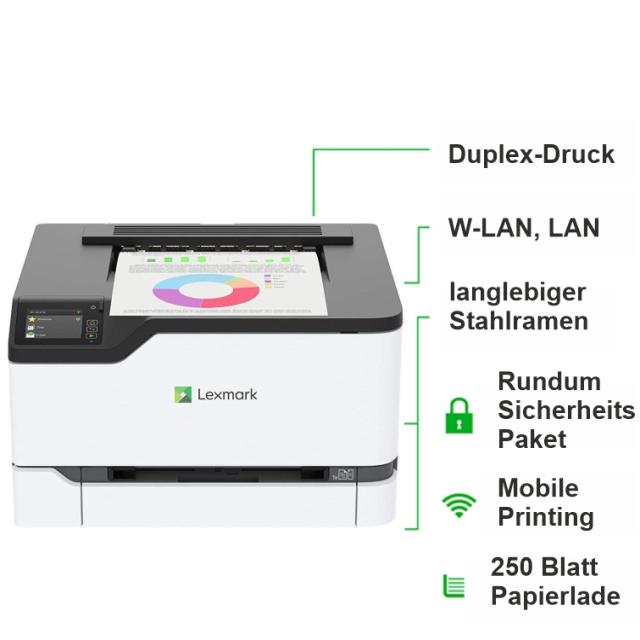 Duplex-Druck
W-LAN, LAN
langlebiger
Stahlramen
Rundum
Sicherheits
Paket
Mobile
Printing
250 Blatt
Papierlade
Lexmark